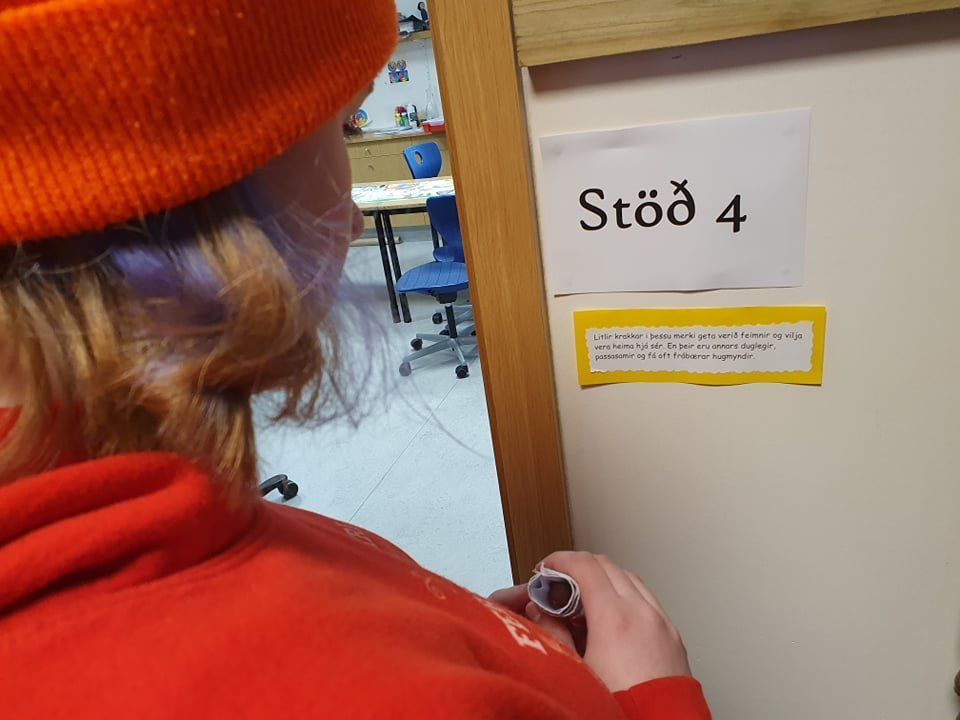 Stöð 4
Litlir krakkar í þessu merki geta verið feimnir og vilja
vera heima hjá sér. En þeir eru annars duglegir,
passasamir og fá oft frábærar hugmyndir.